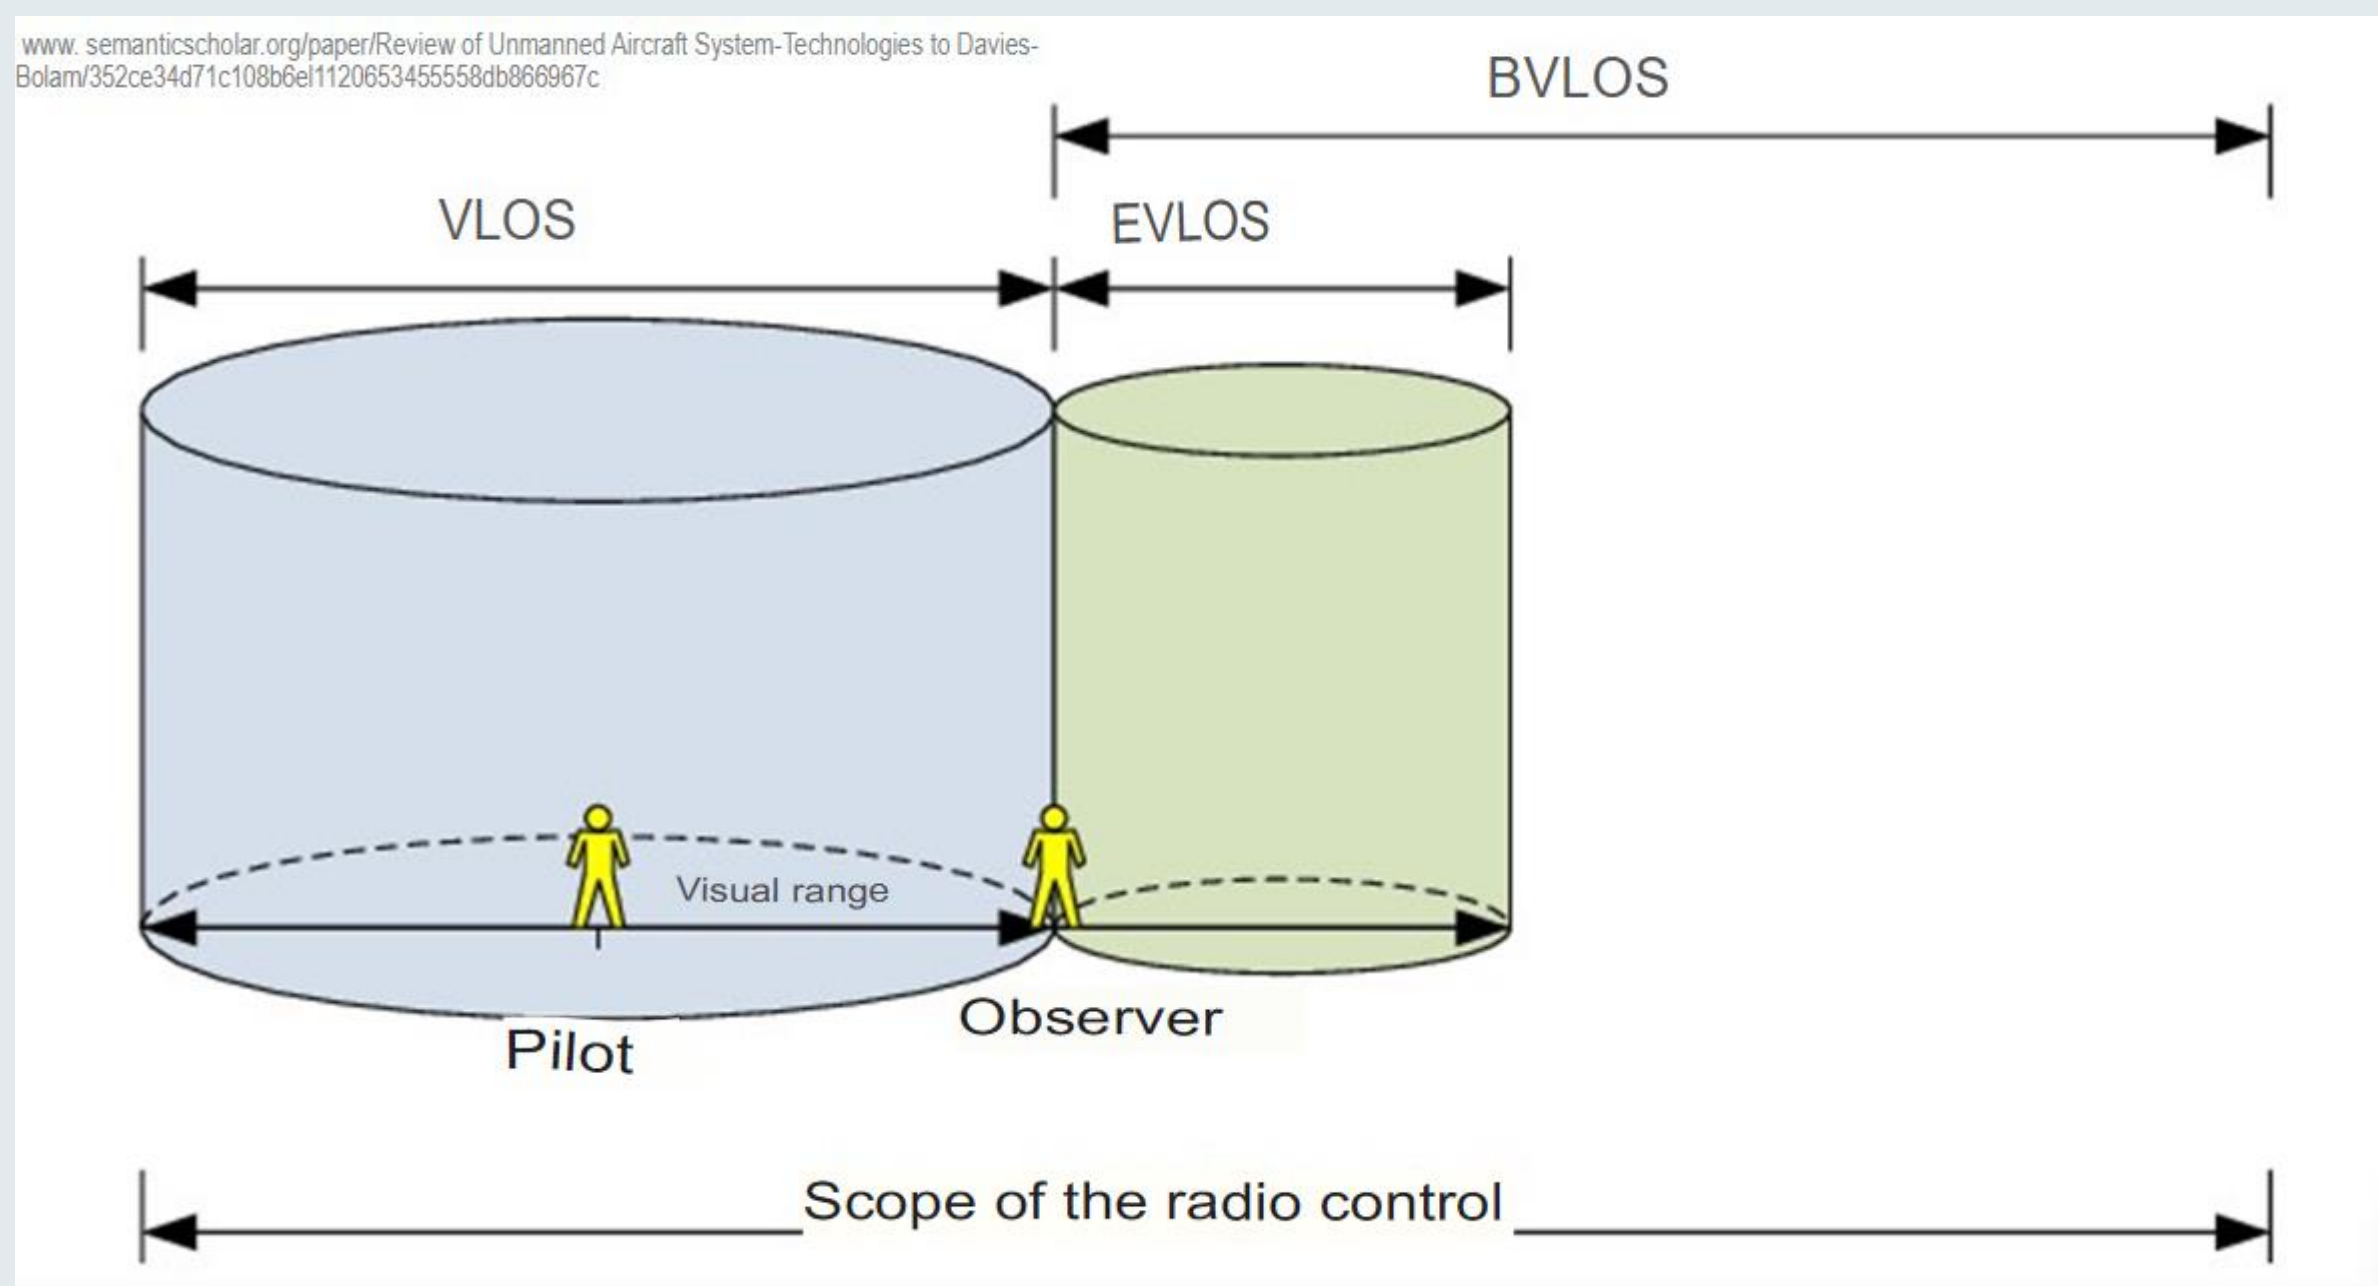 www. semanticscholar.org/paper/Review of Unmanned Aircraft System-Technologies to Davies-
Bolam/352ce34d71c108b6el1120653455558db866967c
BVLOS
VLOS
EVLOS
Visual range
Observer
Pilot
Scope of the radio control